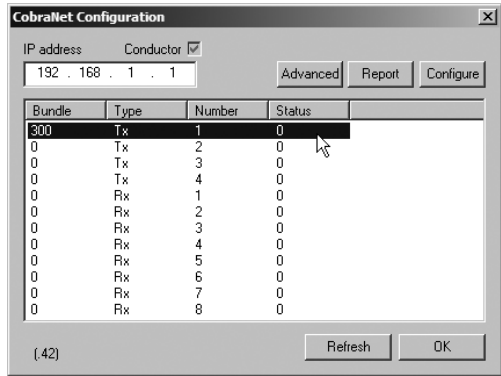 CobraNet Configuration
IP address Conductor
192 . 168 . 1 . 1 Advanced Report Configure
Bundle Type Number Status
300 Tx 1 0
0 Tx 2 0
0 Tx 3 0
0 Tx 4 0
0 Rx 1 0
0 Rx 2 0
0 Rx 3 0
0 Rx 4 0
0 Rx 5 0
0 Rx 6 0
0 Rx 7 0
0 Rx 8 0
(.42) Refresh OK